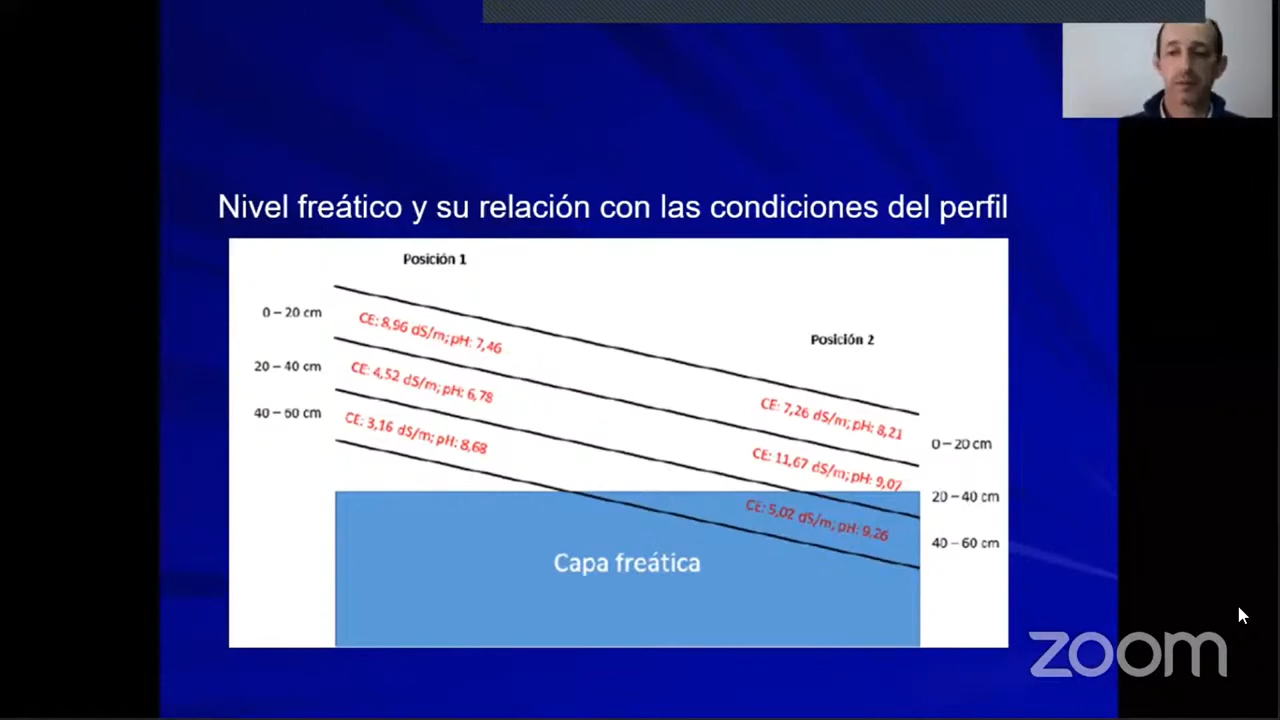 Nivel freático y su relación con las condiciones del perfil
Posición 1
0 – 20 cm
CE: 8,96 dS/m; pH: 7,46
20 – 40 cm
CE: 4,52 dS/m; pH: 6,78
40 – 60 cm
CE: 3,16 dS/m; pH: 8,68
Posición 2
CE: 7,26 dS/m; pH: 8,21
0 – 20 cm
CE: 11,67 dS/m; pH: 9,07
20 – 40 cm
CE: 5,02 dS/m; pH: 9,26
40 – 60 cm
Capa freática
zoom